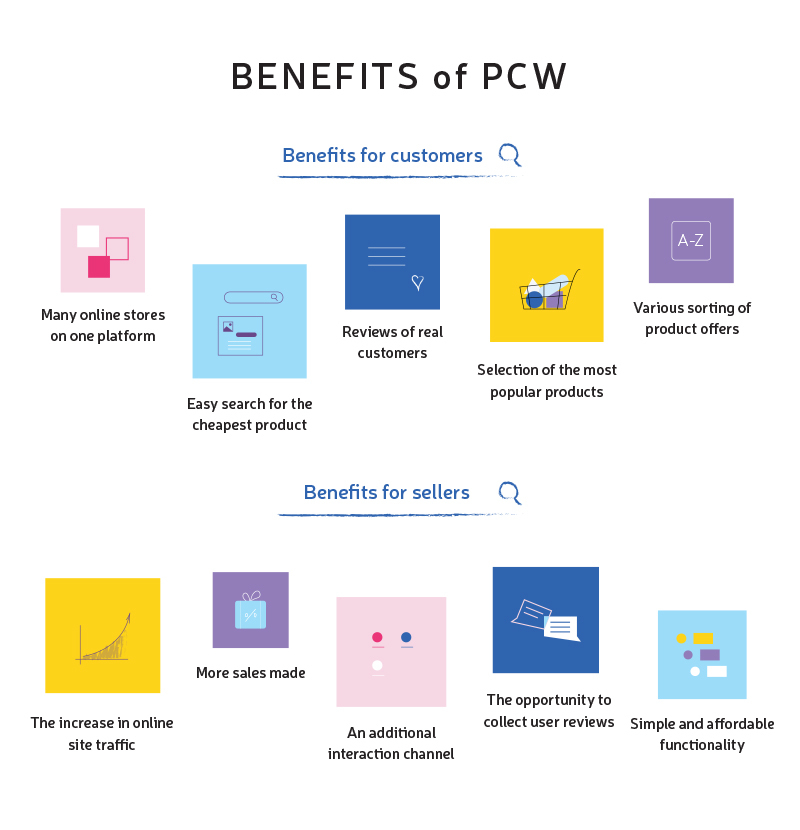 BENEFITS of PCW
Benefits for customers
Many online stores
on one platform
Easy search for the
cheapest product
Reviews of real
customers
Selection of the most
popular products
A-Z
Various sorting of
product offers
Benefits for sellers
The increase in online
site traffic
%
More sales made
An additional
interaction channel
The opportunity to
collect user reviews
Simple and affordable
functionality